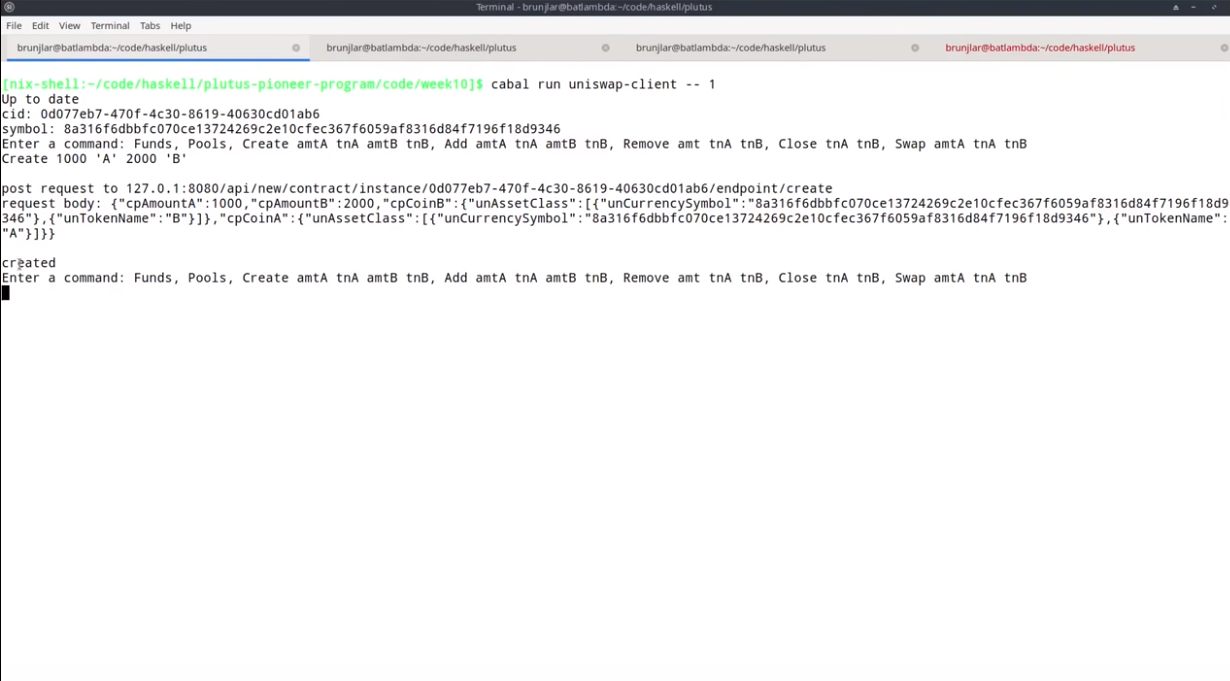 Terminal - brunjlar@batlambda:~/code/haskell/plutus
File Edit View Terminal Tabs Help
brunjlar@batlambda:~/code/haskell/plutus brunjlar@batlambda:~/code/haskell/plutus brunjlar@batlambda:~/code/haskell/plutus brunjlar@batlambda:~/code/haskell/plutus
[nix-shell:~/code/haskell/plutus-pioneer-program/code/week10]$ cabal run uniswap-client -- 1
Up to date
cid: 0d077eb7-470f-4c30-8619-40630cd01ab6
symbol: 8a316f6dbbfc070ce13724269c2e10cfec367f6059af8316d84f7196f18d9346
Enter a command: Funds, Pools, Create amtA tnA amtB tnB, Add amtA tnA amtB tnB, Remove amt tnA tnB, Close tnA tnB, Swap amtA tnA tnB
Create 1000 'A' 2000 'B'
post request to 127.0.1:8080/api/new/contract/instance/0d077eb7-470f-4c30-8619-40630cd01ab6/endpoint/create
request body: {"cpAmountA":1000,"cpAmountB":2000,"cpCoinB":{"unAssetClass":[{"unCurrencySymbol":"8a316f6dbbfc070ce13724269c2e10cfec367f6059af8316d84f7196f18d9
346"},{"unTokenName":"B"}]},"cpCoinA":{"unAssetClass":[{"unCurrencySymbol":"8a316f6dbbfc070ce13724269c2e10cfec367f6059af8316d84f7196f18d9346"},{"unTokenName":
"A"}]}}
created
Enter a command: Funds, Pools, Create amtA tnA amtB tnB, Add amtA tnA amtB tnB, Remove amt tnA tnB, Close tnA tnB, Swap amtA tnA tnB